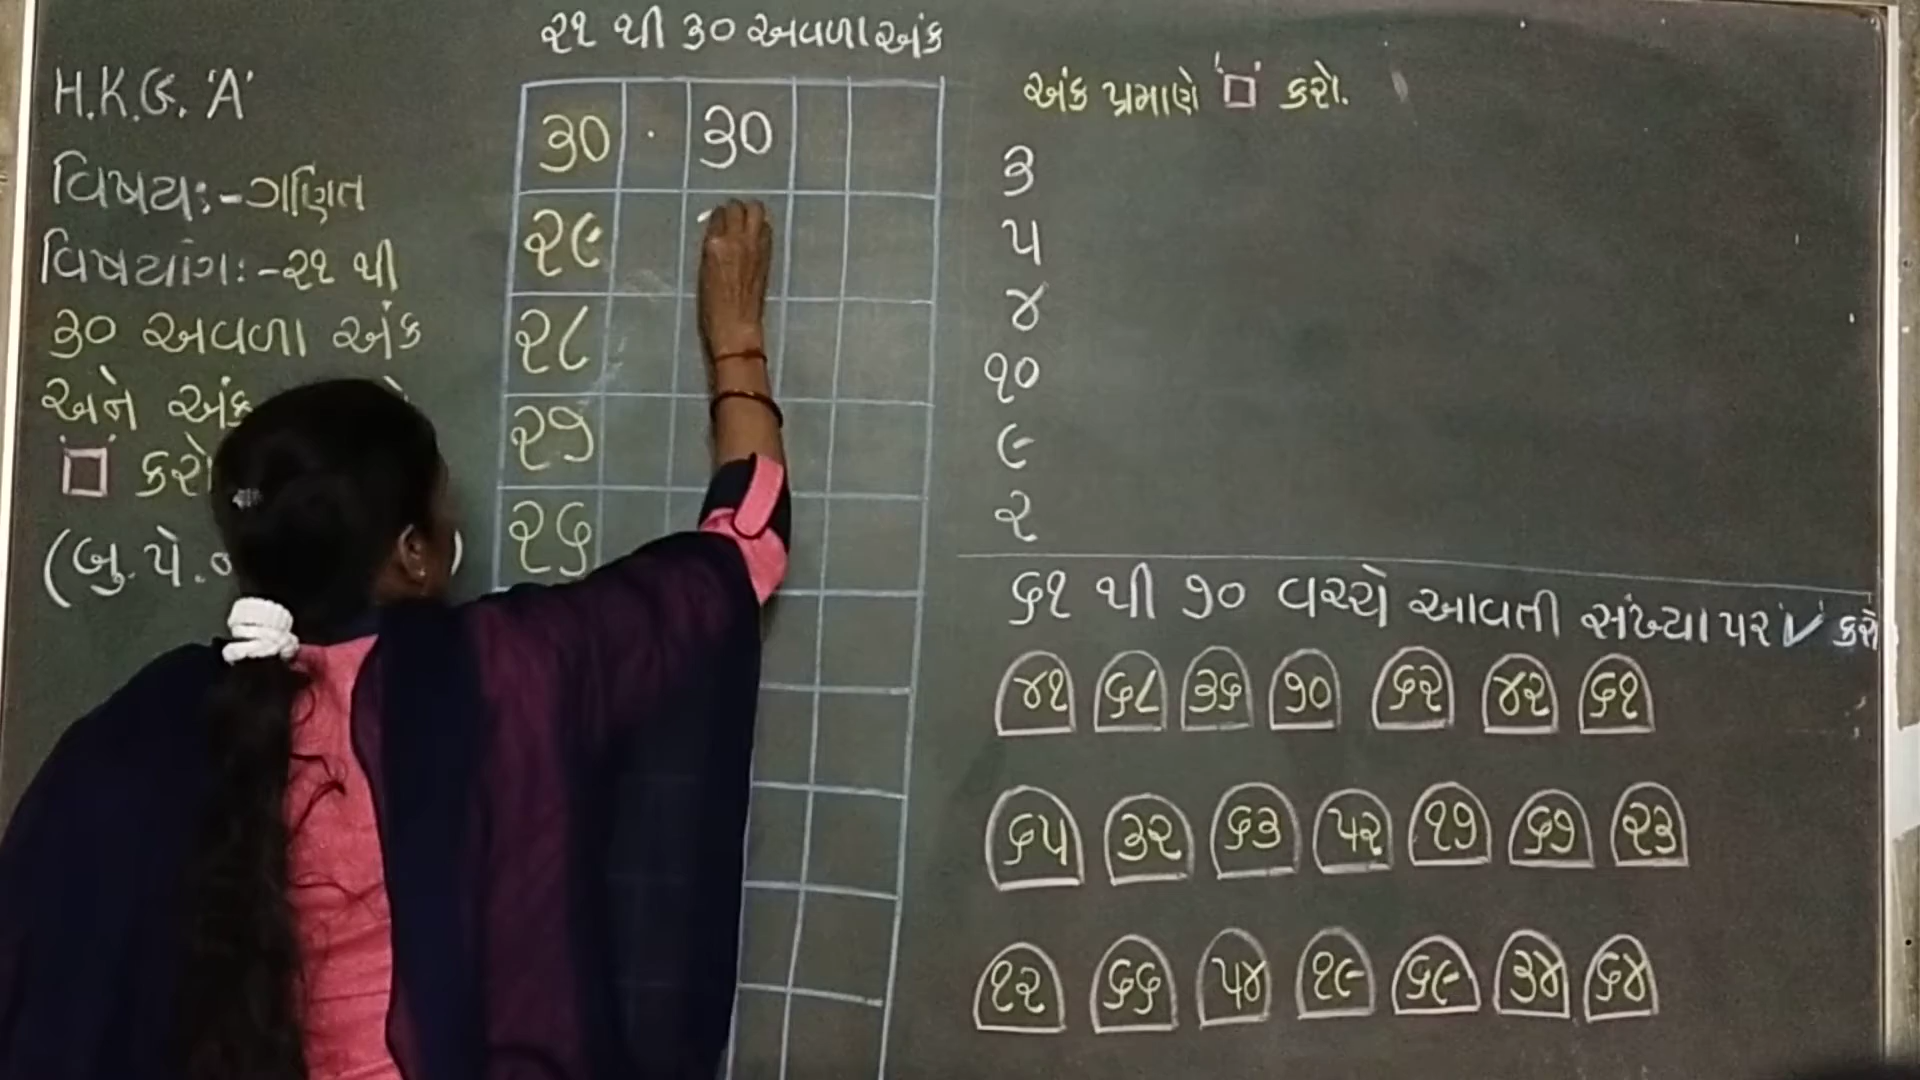 ૨૧ થી ૩૦ અવળા અંક
H.K.G. 'A'
વિષય:-ગણિત
વિષયાંગ:-૨૧ થી
૩૦ અવળા અંક
અને અંક
'□' કરો
(બુ.પે.
૩૦ . ૩૦
૨૯
૨૮
૨૭
૨૬
અંક પ્રમાણે '□' કરો.
૩
૫
૪
૧૦
૯
૨
૬૧ થી ૭૦ વચ્ચે આવતી સંખ્યા પર '✓' કરો
૪૧ ૬૮ ૩૬ ૭૦ ૬૨ ૪૨ ૬૧
૬૫ ૩૨ ૬૩ ૫૨ ૧૭ ૬૭ ૨૩
૧૨ ૬૬ ૫૪ ૧૯ ૬૯ ૩૪ ૬૪